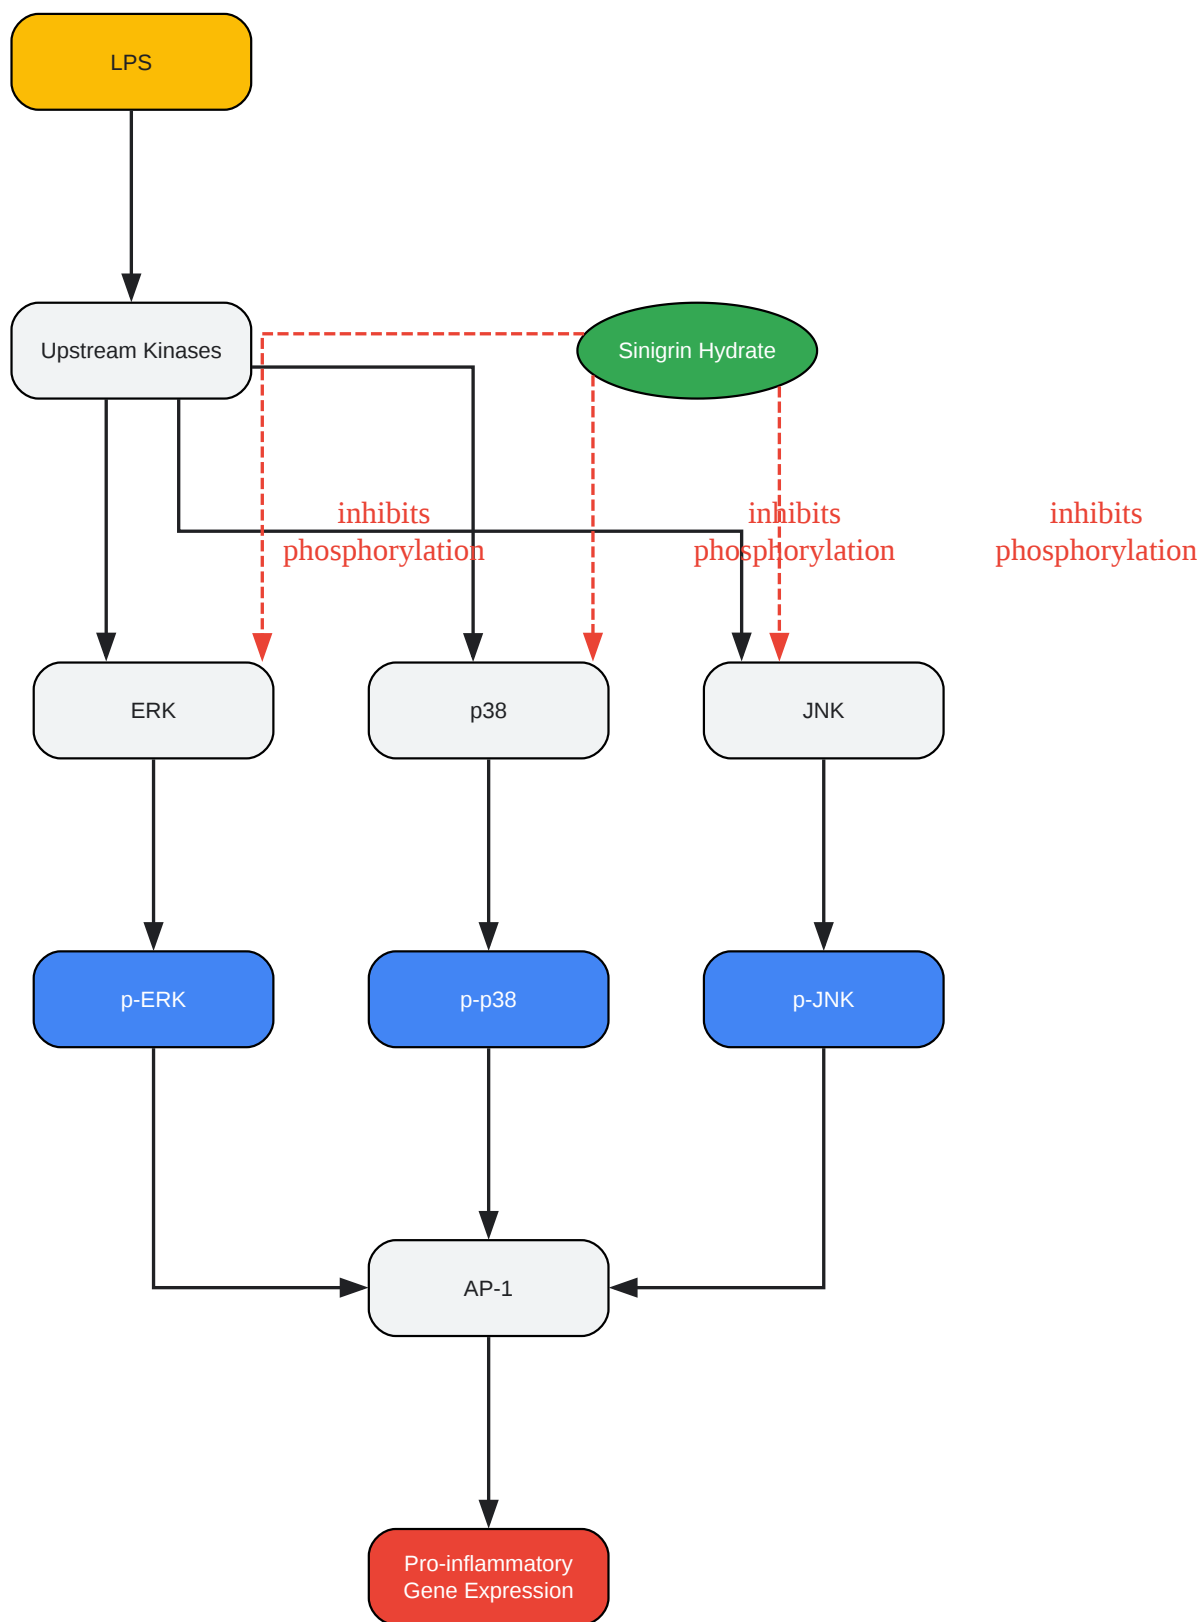 LPS
Upstream Kinases
Sinigrin Hydrate
inhibits
phosphorylation
inhibits
phosphorylation
inhibits
phosphorylation
ERK
p38
JNK
p-ERK
p-p38
p-JNK
AP-1
Pro-inflammatory
Gene Expression